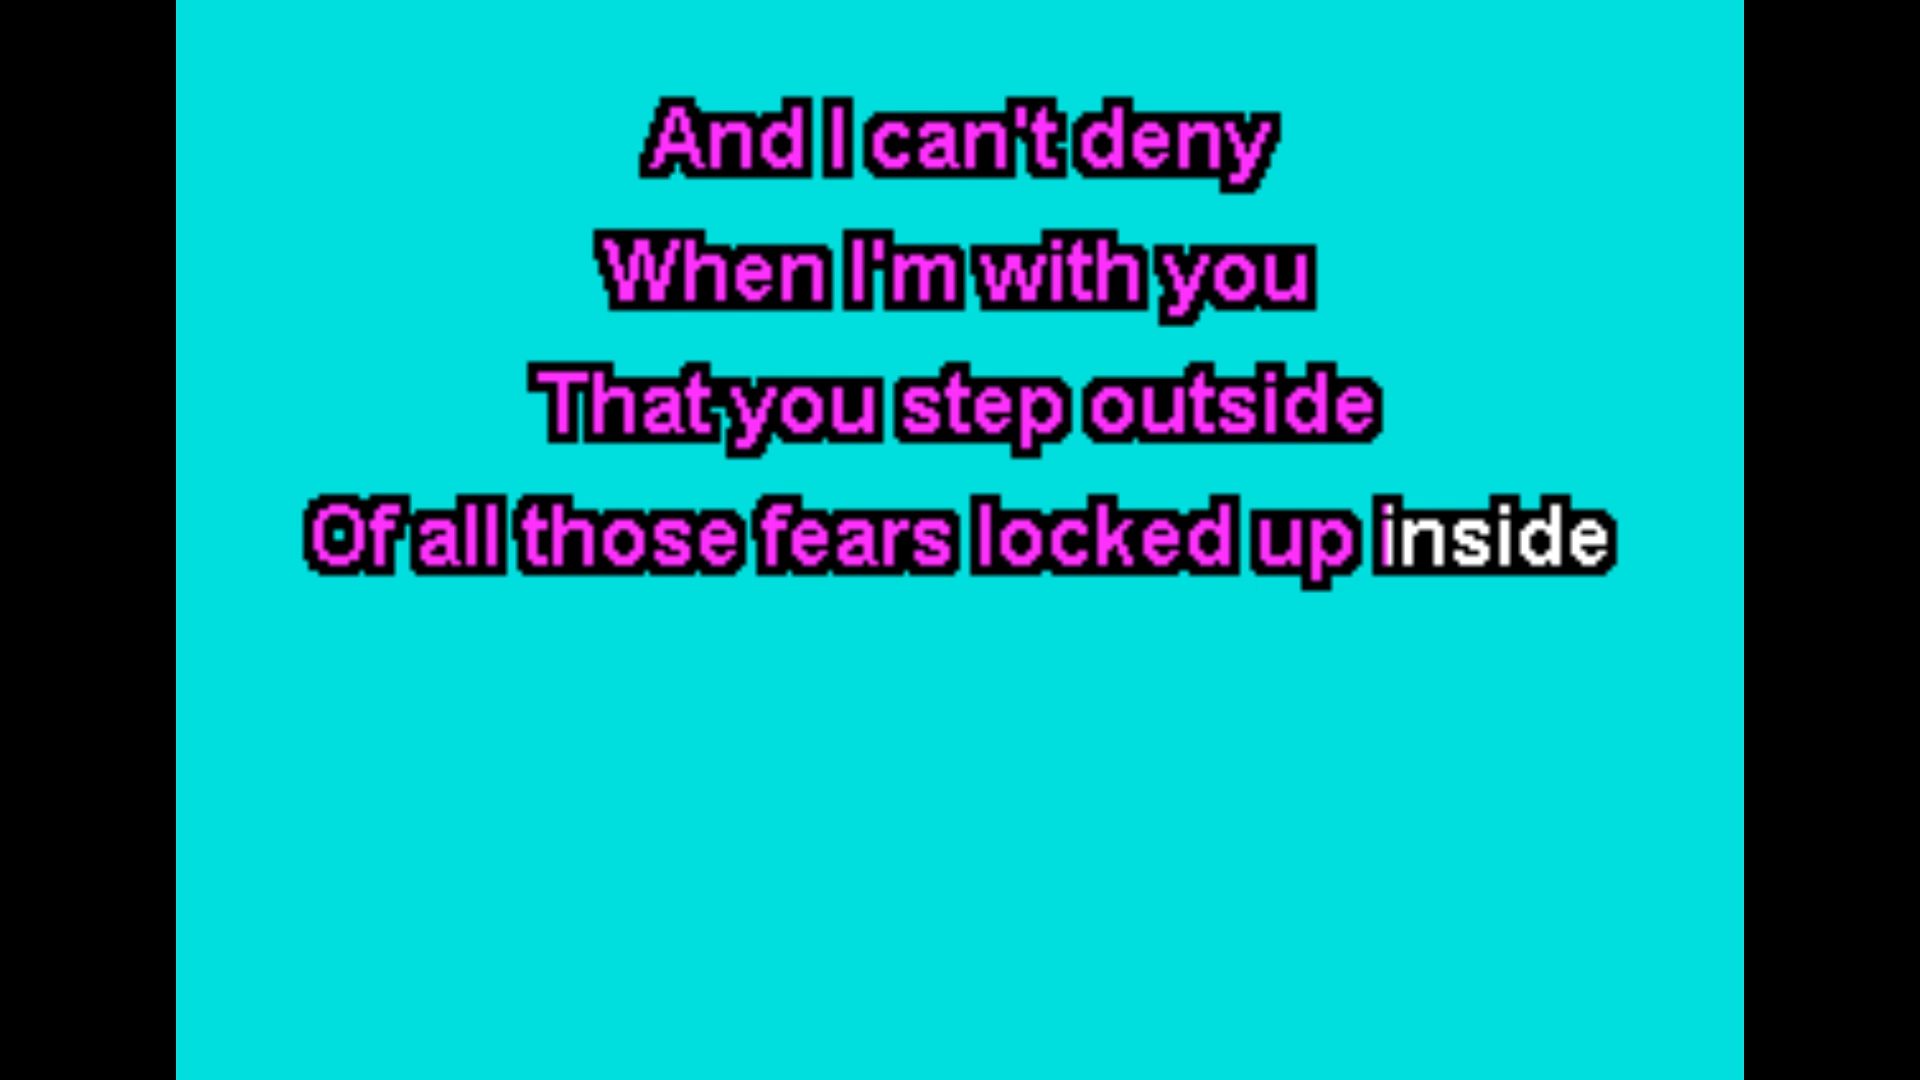 And I can't deny
When I'm with you
That you step outside
Of all those fears locked up inside